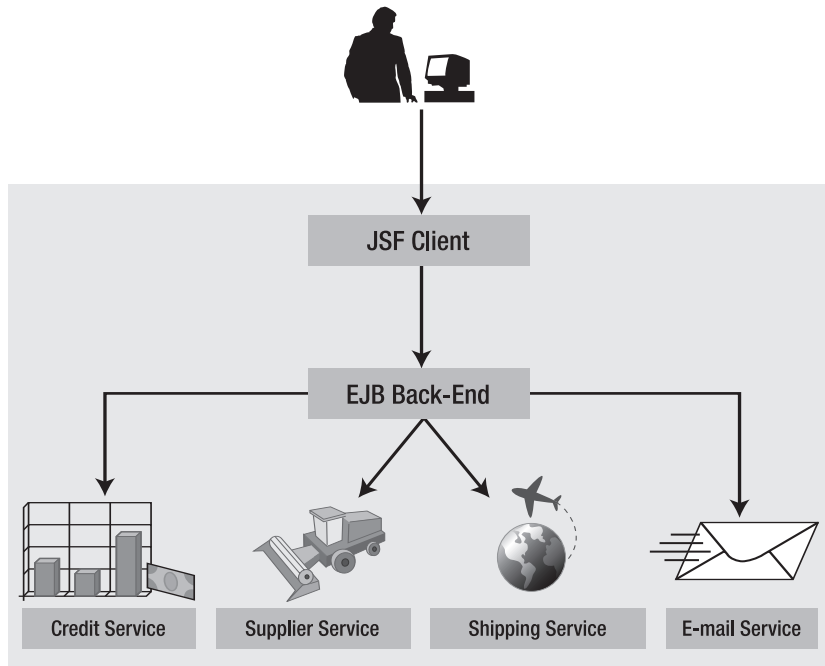 JSF Client
EJB Back-End
Credit Service
Supplier Service
Shipping Service
E-mail Service